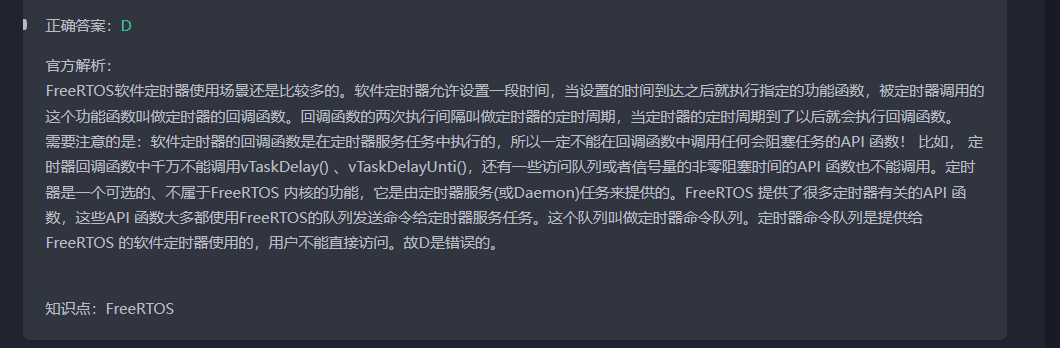 正确答案：D
官方解析：
FreeRTOS软件定时器使用场景还是比较多的。软件定时器允许设置一段时间，当设置的时间到达之后就执行指定的功能函数，被定时器调用的
这个功能函数叫做定时器的回调函数。回调函数的两次执行间隔叫做定时器的定时周期，当定时器的定时周期到了以后就会执行回调函数。
需要注意的是：软件定时器的回调函数是在定时器服务任务中执行的，所以一定不能在回调函数中调用任何会阻塞任务的API 函数！ 比如， 定
时器回调函数中千万不能调用vTaskDelay() 、vTaskDelayUnti()，还有一些访问队列或者信号量的非零阻塞时间的API 函数也不能调用。定时
器是一个可选的、不属于FreeRTOS 内核的功能，它是由定时器服务(或Daemon)任务来提供的。FreeRTOS 提供了很多定时器有关的API 函
数，这些API 函数大多都使用FreeRTOS的队列发送命令给定时器服务任务。这个队列叫做定时器命令队列。定时器命令队列是提供给
FreeRTOS 的软件定时器使用的，用户不能直接访问。故D是错误的。
知识点：FreeRTOS